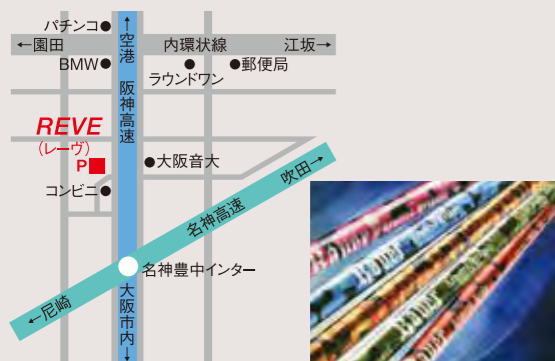 パチンコ
←空港
←園田
内環状線
江坂→
BMW
郵便局
ラウンドワン
阪神高速
REVE
(レーヴ)
P
大阪音大
コンビニ
吹田→
名神高速
名神豊中インター
←尼崎
大阪市内→